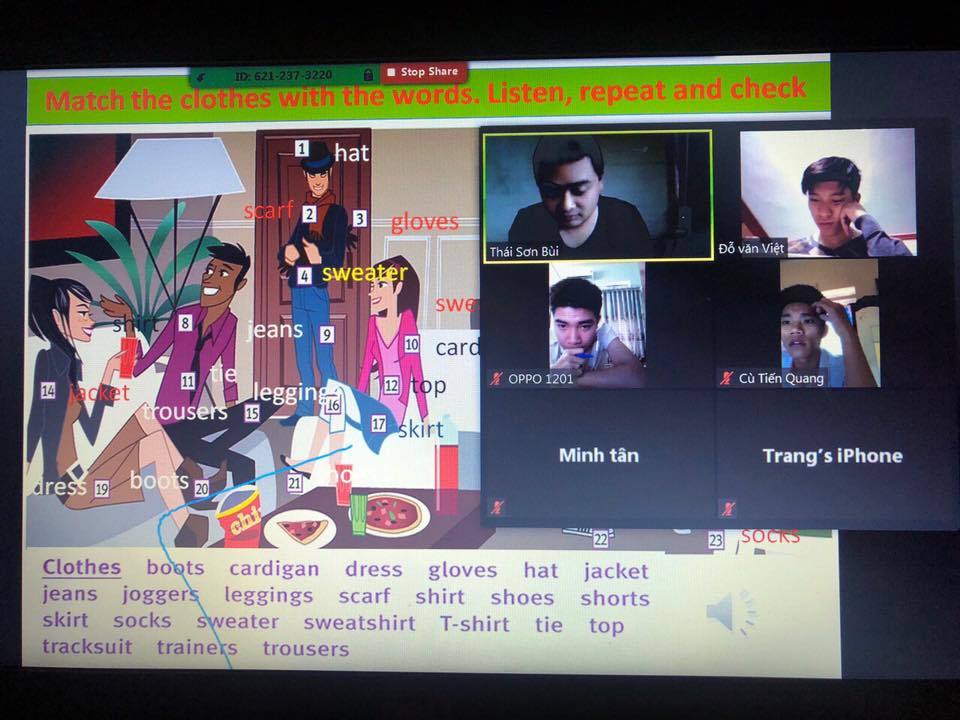 ID: 621-237-3220
Stop Share
Match the clothes with the words. Listen, repeat and check
1 hat
scarf 2 3 gloves
4 sweater
swe
shirt 8 jeans 9 10 card
14 jacket 11 tie 12 top
trousers 15 legging 16
17 skirt
dress 19 boots 20 21
chi
22 23 socks
Thái Sơn Bùi
Đỗ văn Việt
OPPO 1201
Cù Tiến Quang
Minh tân
Trang's iPhone
Clothes boots cardigan dress gloves hat jacket
jeans joggers leggings scarf shirt shoes shorts
skirt socks sweater sweatshirt T-shirt tie top
tracksuit trainers trousers